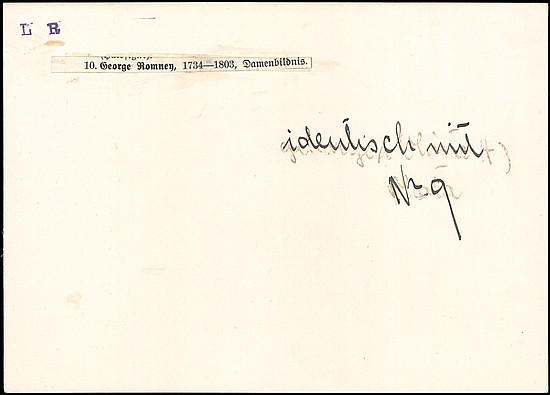 L R
10. George Romney, 1734—1803, Damenbildnis.
identisch mit
Nr 9